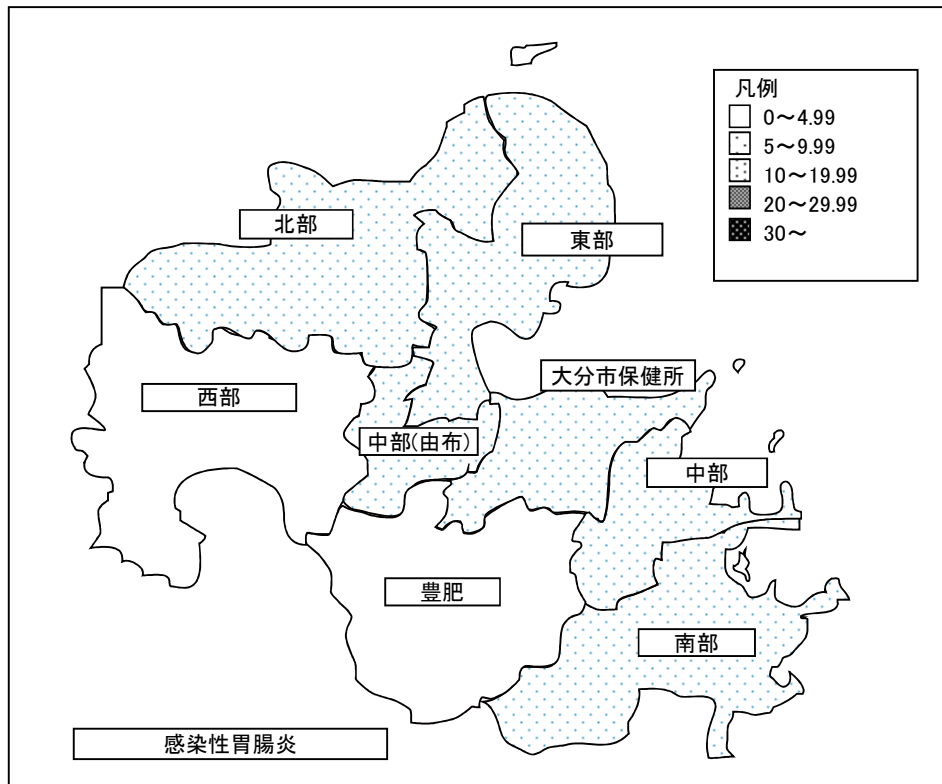 凡例
0～4.99
5～9.99
10～19.99
20～29.99
30～
北部
東部
大分市保健所
西部
中部(由布)
中部
豊肥
南部
感染性胃腸炎